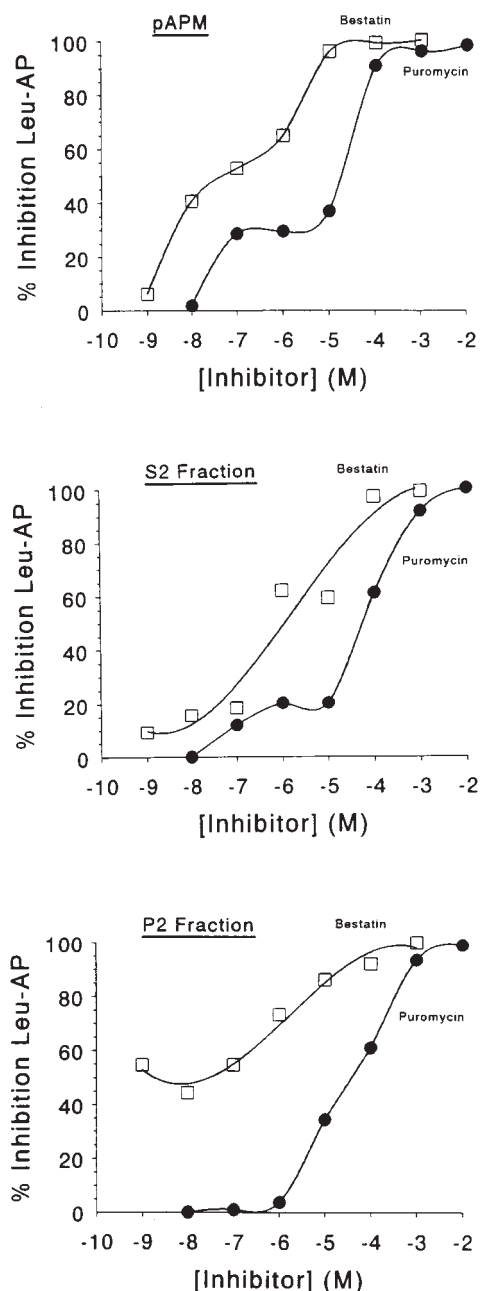 pAPM
Bestatin
Puromycin
100
80
60
40
20
0
% Inhibition Leu-AP
-10 -9 -8 -7 -6 -5 -4 -3 -2
[Inhibitor] (M)
S2 Fraction
Bestatin
Puromycin
100
80
60
40
20
0
% Inhibition Leu-AP
-10 -9 -8 -7 -6 -5 -4 -3 -2
[Inhibitor] (M)
P2 Fraction
Bestatin
Puromycin
100
80
60
40
20
0
% Inhibition Leu-AP
-10 -9 -8 -7 -6 -5 -4 -3 -2
[Inhibitor] (M)